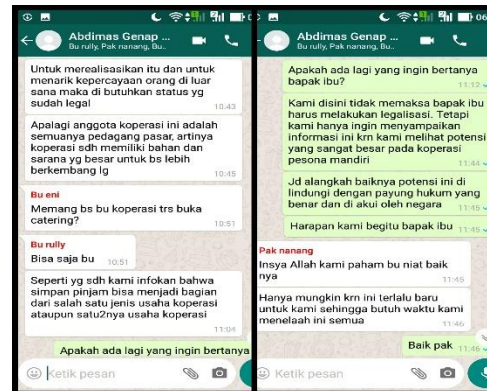 06
Abdimas Genap ...
Bu rully, Pak nanang, Bu..
Untuk merealisasikan itu dan untuk
menarik kepercayaan orang di luar
sana maka di butuhkan status yg
sudah legal
10:43
Apalagi anggota koperasi ini adalah
semuanya pedagang pasar, artinya
koperasi sdh memiliki bahan dan
sarana yg besar untuk bs lebih
berkembang lg
10:45
Bu eni
Memang bs bu koperasi trs buka
catering?
10:51
Bu rully
Bisa saja bu
10:51
Seperti yg sdh kami infokan bahwa
simpan pinjam bisa menjadi bagian
dari salah satu jenis usaha koperasi
ataupun satu2nya usaha koperasi
11:04
Apakah ada lagi yang ingin bertanya
Ketik pesan
Abdimas Genap ...
Bu rully, Pak nanang, Bu..
Apakah ada lagi yang ingin bertanya
bapak ibu?
11:12
Kami disini tidak memaksa bapak ibu
harus melakukan legalisasi. Tetapi
kami hanya ingin menyampaikan
informasi ini krn kami melihat potensi
yang sangat besar pada koperasi
pesona mandiri
11:44
Jd alangkah baiknya potensi ini di
lindungi dengan payung hukum yang
benar dan di akui oleh negara
11:45
Harapan kami begitu bapak ibu
11:45
Pak nanang
Insya Allah kami paham bu niat baik
nya
11:45
Hanya mungkin krn ini terlalu baru
untuk kami sehingga butuh waktu kami
menelaah ini semua
11:46
Baik pak
11:46
Ketik pesan